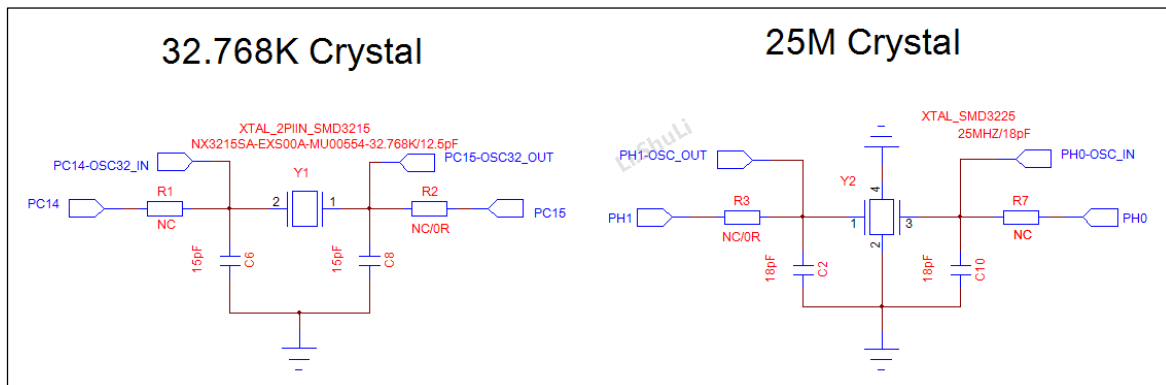 32.768K Crystal
25M Crystal
XTAL_2PIIN_SMD3215
NX3215SA-EXS00A-MU00554-32.768K/12.5pF
PC14-OSC32_IN
PC15-OSC32_OUT
Y1
PC14
R1
NC
2
1
R2
NC/0R
PC15
15pF
C6
15pF
C8
XTAL_SMD3225
25MHZ/18pF
PH1-OSC_OUT
PH0-OSC_IN
Li.ShuLi
Y2
4
PH1
R3
NC/0R
1
3
2
R7
NC
PH0
18pF
C2
18pF
C10